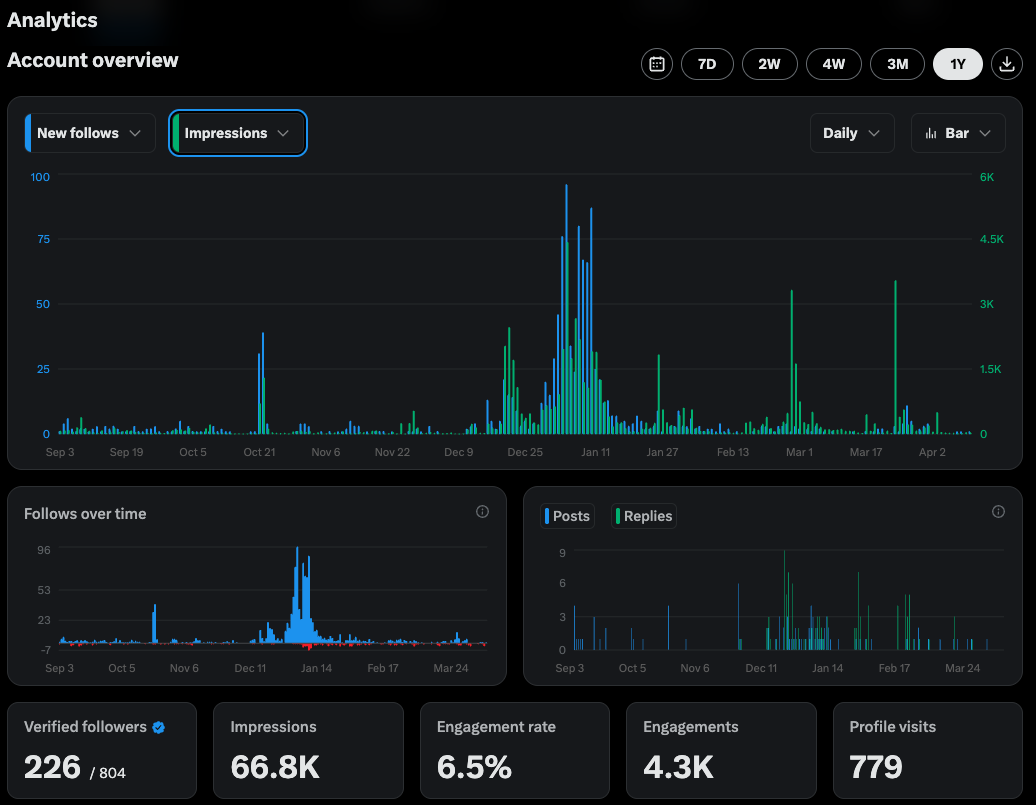 Analytics
Account overview
7D 2W 4W 3M 1Y
New follows Impressions Daily Bar
100 6K
75 4.5K
50 3K
25 1.5K
0 0
Sep 3 Sep 19 Oct 5 Oct 21 Nov 6 Nov 22 Dec 9 Dec 25 Jan 11 Jan 27 Feb 13 Mar 1 Mar 17 Apr 2
Follows over time
96
53
23
-7
Sep 3 Oct 5 Nov 6 Dec 11 Jan 14 Feb 17 Mar 24
Posts Replies
9
6
3
0
Sep 3 Oct 5 Nov 6 Dec 11 Jan 14 Feb 17 Mar 24
Verified followers
226 / 804
Impressions
66.8K
Engagement rate
6.5%
Engagements
4.3K
Profile visits
779